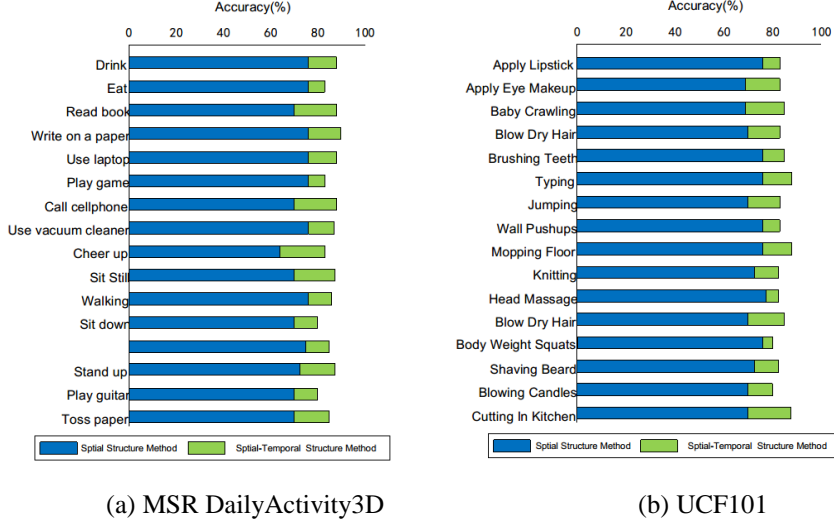 Accuracy(%)
0 20 40 60 80 100
Drink
Eat
Read book
Write on a paper
Use laptop
Play game
Call cellphone
Use vacuum cleaner
Cheer up
Sit Still
Walking
Sit down
Stand up
Play guitar
Toss paper
Sptial Structure Method Sptial-Temporal Structure Method
(a) MSR DailyActivity3D
Accuracy(%)
0 20 40 60 80 100
Apply Lipstick
Apply Eye Makeup
Baby Crawling
Blow Dry Hair
Brushing Teeth
Typing
Jumping
Wall Pushups
Mopping Floor
Knitting
Head Massage
Blow Dry Hair
Body Weight Squats
Shaving Beard
Blowing Candles
Cutting In Kitchen
Sptial Structure Method Sptial-Temporal Structure Method
(b) UCF101